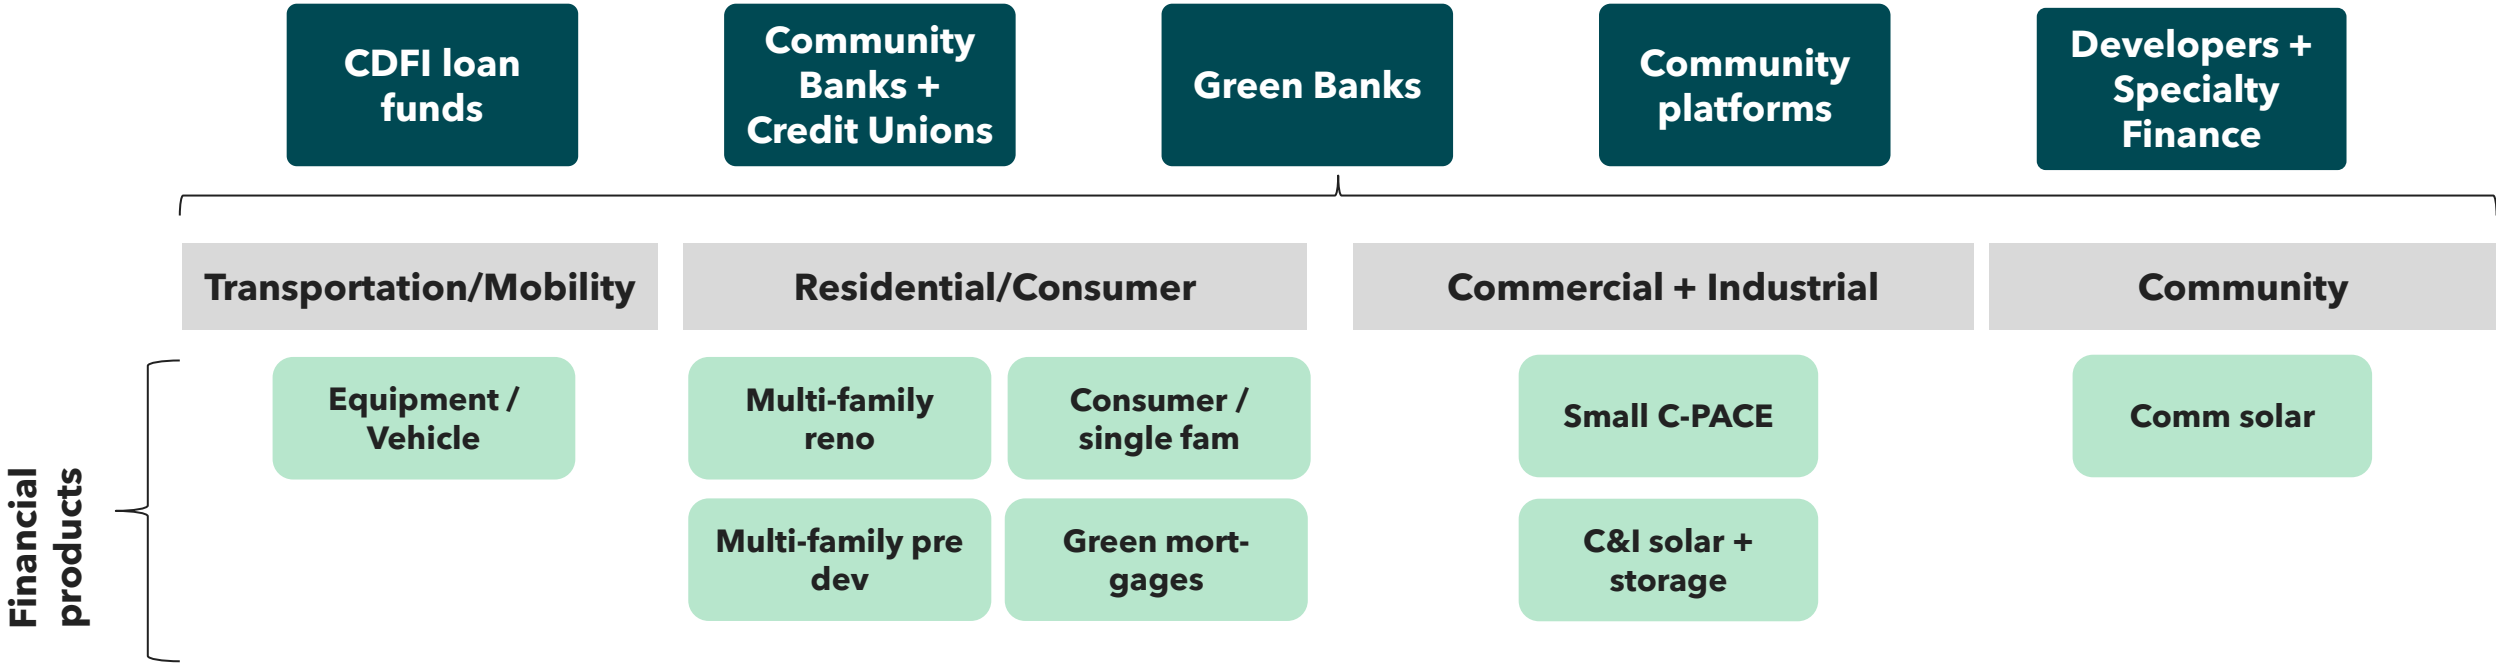 CDFI loan
funds
Community
Banks +
Credit Unions
Green Banks
Community
platforms
Developers +
Specialty
Finance
Transportation/Mobility
Residential/Consumer
Commercial + Industrial
Community
Financial
products
Equipment /
Vehicle
Multi-family
reno
Consumer /
single fam
Small C-PACE
Comm solar
Multi-family pre
dev
Green mort-
gages
C&I solar +
storage